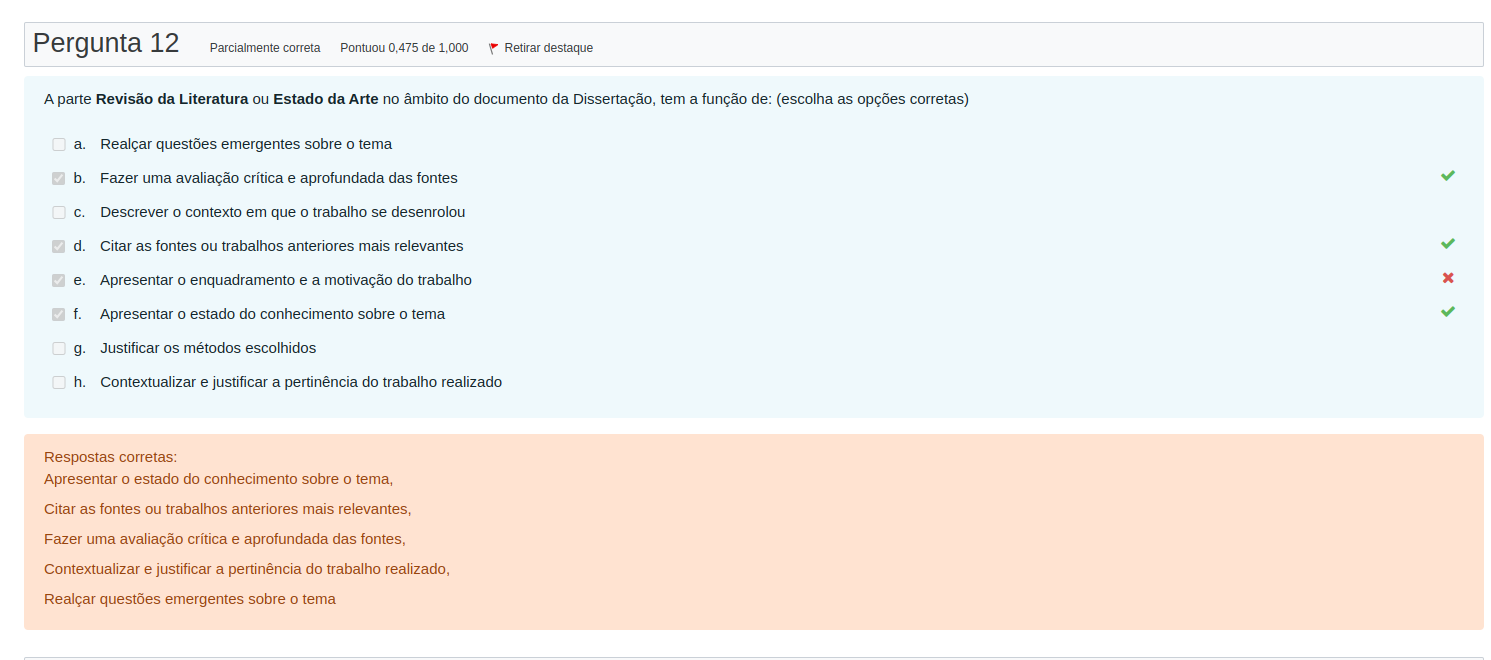 Pergunta 12 Parcialmente correta Pontuou 0,475 de 1,000 Retirar destaque
A parte Revisão da Literatura ou Estado da Arte no âmbito do documento da Dissertação, tem a função de: (escolha as opções corretas)
a. Realçar questões emergentes sobre o tema
b. Fazer uma avaliação crítica e aprofundada das fontes
c. Descrever o contexto em que o trabalho se desenrolou
d. Citar as fontes ou trabalhos anteriores mais relevantes
e. Apresentar o enquadramento e a motivação do trabalho
f. Apresentar o estado do conhecimento sobre o tema
g. Justificar os métodos escolhidos
h. Contextualizar e justificar a pertinência do trabalho realizado
Respostas corretas:
Apresentar o estado do conhecimento sobre o tema,
Citar as fontes ou trabalhos anteriores mais relevantes,
Fazer uma avaliação crítica e aprofundada das fontes,
Contextualizar e justificar a pertinência do trabalho realizado,
Realçar questões emergentes sobre o tema